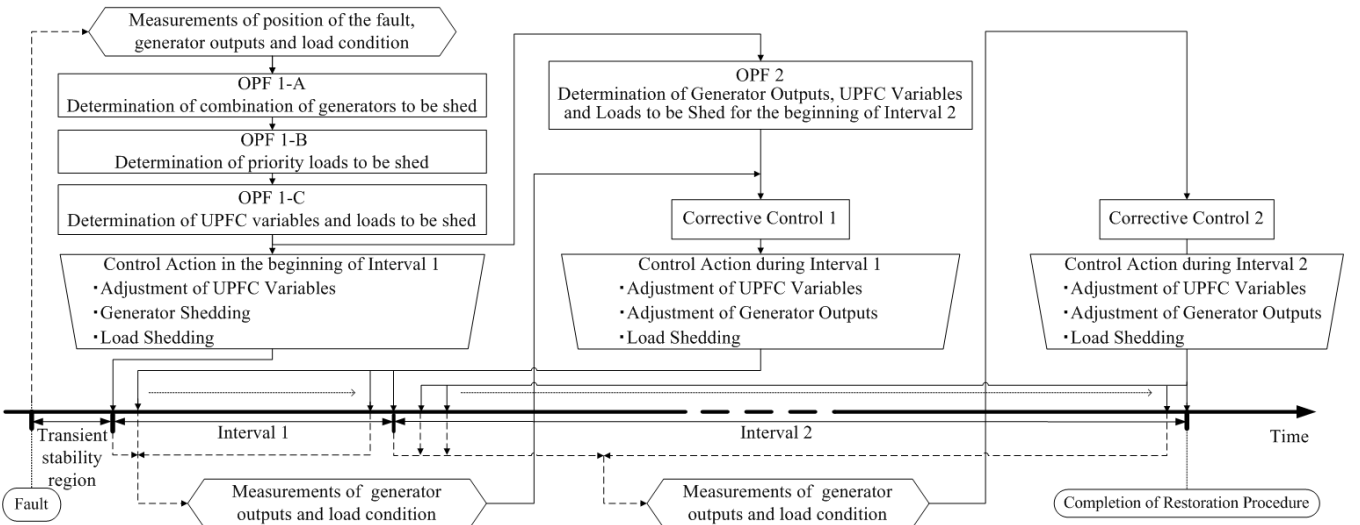 Measurements of position of the fault,
generator outputs and load condition
OPF 1-A
Determination of combination of generators to be shed
OPF 1-B
Determination of priority loads to be shed
OPF 1-C
Determination of UPFC variables and loads to be shed
Control Action in the beginning of Interval 1
・Adjustment of UPFC Variables
・Generator Shedding
・Load Shedding
OPF 2
Determination of Generator Outputs, UPFC Variables
and Loads to be Shed for the beginning of Interval 2
Corrective Control 1
Control Action during Interval 1
・Adjustment of UPFC Variables
・Adjustment of Generator Outputs
・Load Shedding
Corrective Control 2
Control Action during Interval 2
・Adjustment of UPFC Variables
・Adjustment of Generator Outputs
・Load Shedding
Transient
stability
region
Interval 1
Interval 2
Time
Fault
Measurements of generator
outputs and load condition
Measurements of generator
outputs and load condition
Completion of Restoration Procedure